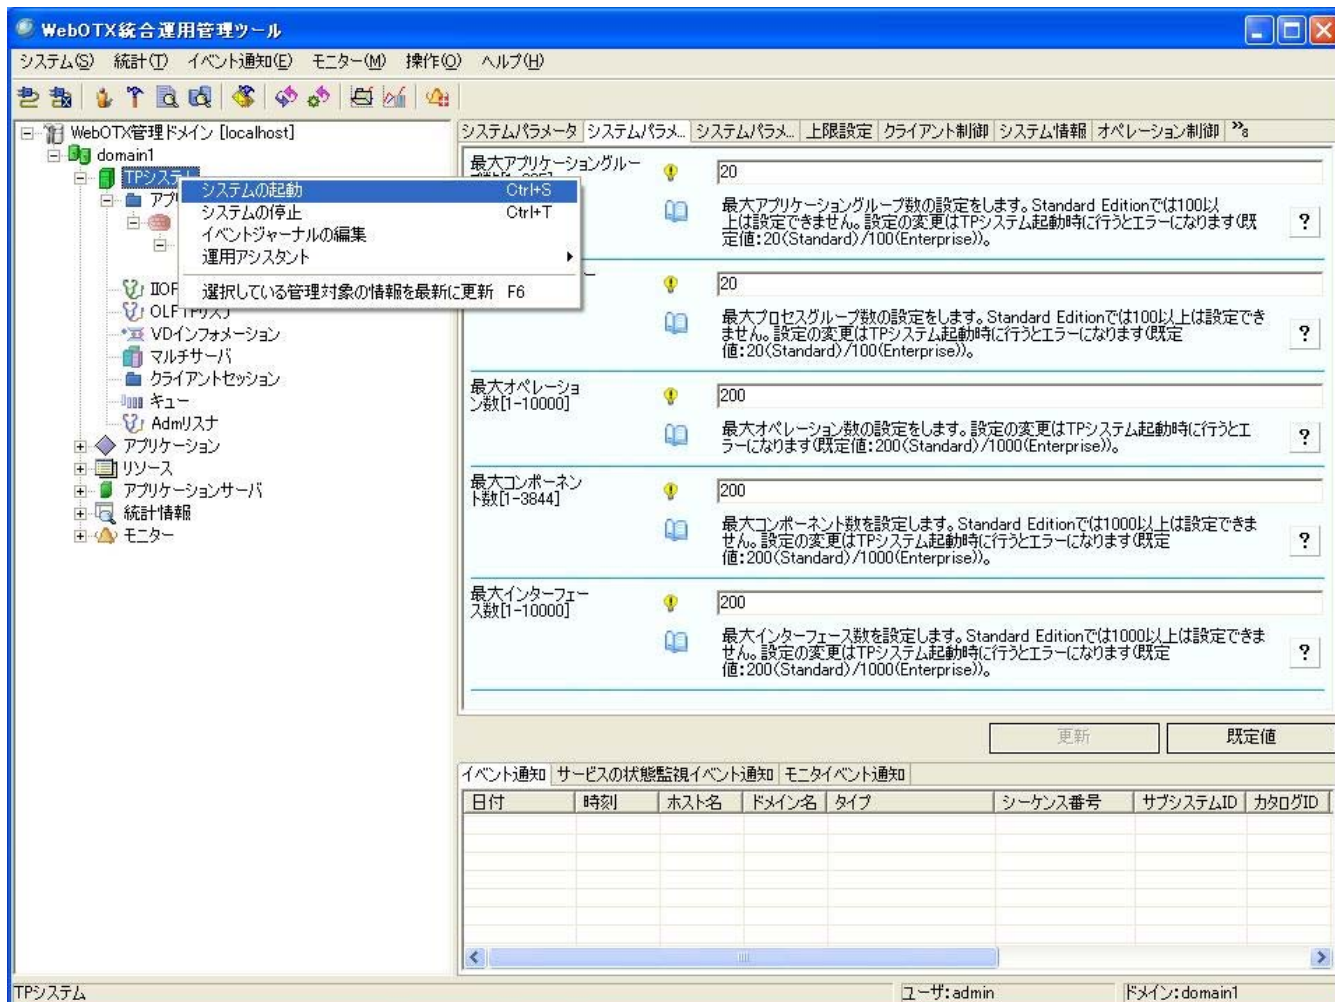 WebOTX統合運用管理ツール
システム(S) 統計(T) イベント通知(E) モニター(M) 操作(O) ヘルプ(H)
WebOTX管理ドメイン [localhost]
domain1
TPシステム
アプリ
IIOP
OLFTPリスナ
VDインフォメーション
マルチサーバ
クライアントセッション
キュー
Admリスナ
アプリケーション
リソース
アプリケーションサーバ
統計情報
モニター
システムの起動 Ctrl+S
システムの停止 Ctrl+T
イベントジャーナルの編集
運用アシスタント
選択している管理対象の情報を最新に更新 F6
システムパラメータ システムパラメ... システムパラメ... 上限設定 クライアント制御 システム情報 オペレーション制御 »8
最大アプリケーショングルー
20
最大アプリケーショングループ数の設定をします。Standard Editionでは100以
上は設定できません。設定の変更はTPシステム起動時に行うとエラーになります(既
定値:20(Standard)/100(Enterprise))。
?
20
最大プロセスグループ数の設定をします。Standard Editionでは100以上は設定でき
ません。設定の変更はTPシステム起動時に行うとエラーになります(既定
値:20(Standard)/100(Enterprise))。
?
最大オペレーショ
ン数[1-10000]
200
最大オペレーション数の設定をします。設定の変更はTPシステム起動時に行うとエ
ラーになります(既定値:200(Standard)/1000(Enterprise))。
?
最大コンポーネン
ト数[1-3844]
200
最大コンポーネント数を設定します。Standard Editionでは1000以上は設定できま
せん。設定の変更はTPシステム起動時に行うとエラーになります(既定
値:200(Standard)/1000(Enterprise))。
?
最大インターフェー
ス数[1-10000]
200
最大インターフェース数を設定します。Standard Editionでは1000以上は設定できま
せん。設定の変更はTPシステム起動時に行うとエラーになります(既定
値:200(Standard)/1000(Enterprise))。
?
更新 既定値
イベント通知 サービスの状態監視イベント通知 モニタイベント通知
日付 時刻 ホスト名 ドメイン名 タイプ シーケンス番号 サブシステムID カタログID
TPシステム ユーザ:admin ドメイン:domain1